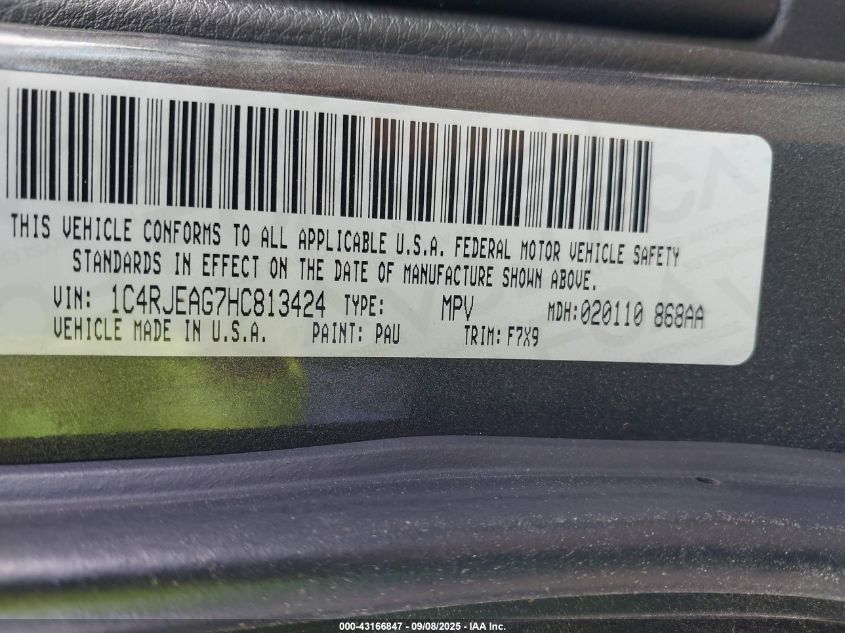 THIS VEHICLE CONFORMS TO ALL APPLICABLE U.S.A. FEDERAL MOTOR VEHICLE SAFETY
STANDARDS IN EFFECT ON THE DATE OF MANUFACTURE SHOWN ABOVE.
VIN: 1C4RJEAG7HC813424 TYPE: MPV MDH:020110 868AA
VEHICLE MADE IN U.S.A. PAINT: PAU TRIM: F7X9
000-43166847 - 09/08/2025 - IAA Inc.